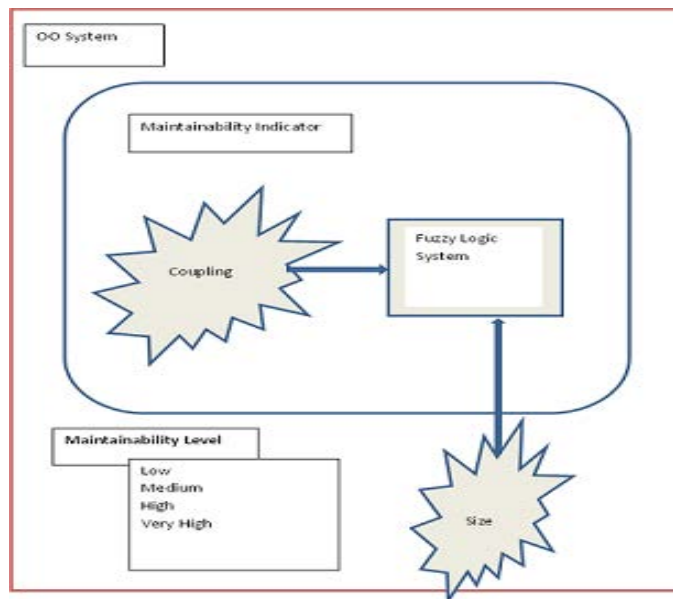 OO System
Maintainability Indicator
Coupling
Fuzzy Logic
System
Maintainability Level
Low
Medium
High
Very High
Size